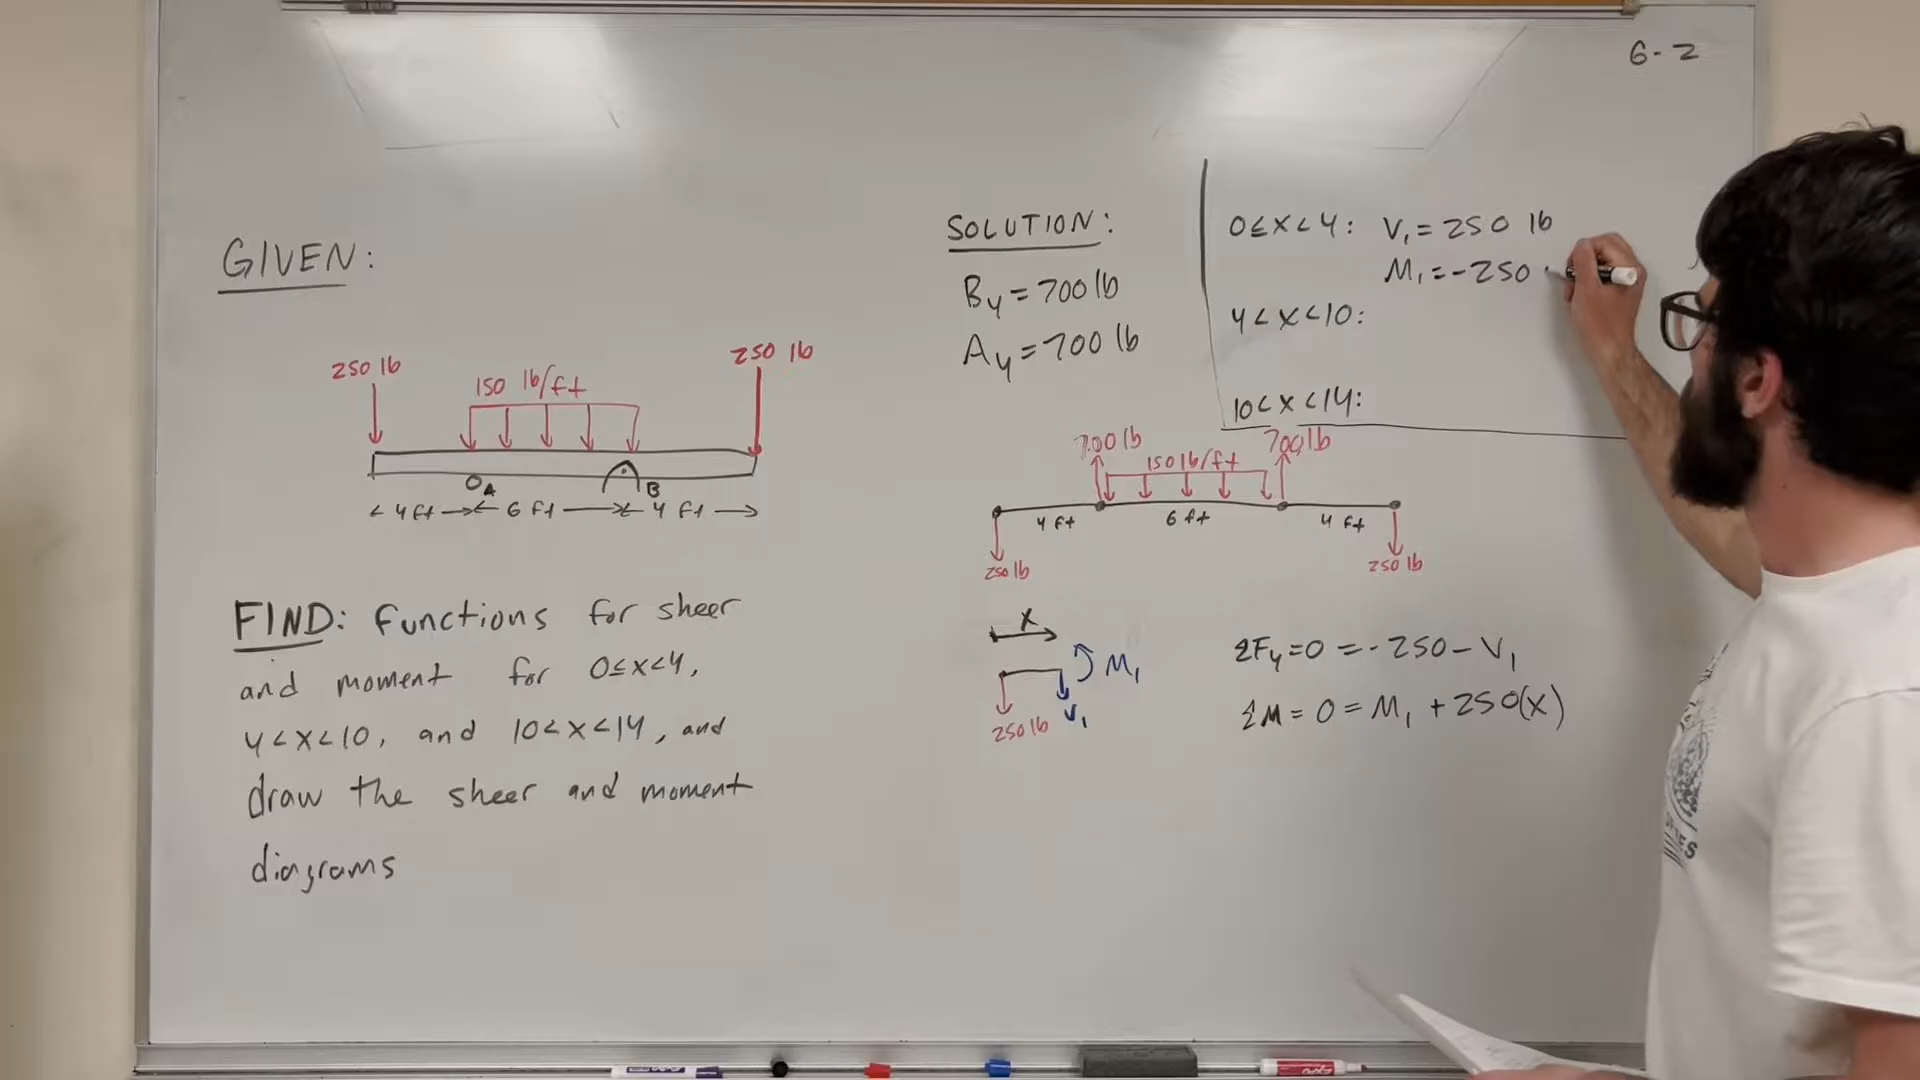 6-2
GIVEN:
250 lb
150 lb/ft
250 lb
A
B
4 ft
6 ft
4 ft
FIND: functions for sheer
and moment for 0≤x<4,
4<x<10, and 10<x<14, and
draw the sheer and moment
diagrams
SOLUTION:
By=700 lb
Ay=700 lb
0≤x<4: V₁=250 lb
M₁=-250
4<x<10:
10<x<14:
700 lb
150 lb/ft
700 lb
4 ft
6 ft
4 ft
250 lb
250 lb
x
M₁
V₁
250 lb
ΣFy=0=-250-V₁
ΣM=0=M₁+250(x)